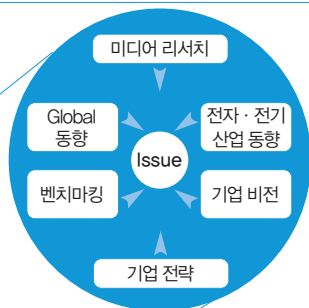 미디어 리서치
Global
동향
전자 · 전기
산업 동향
Issue
벤치마킹
기업 비전
기업 전략